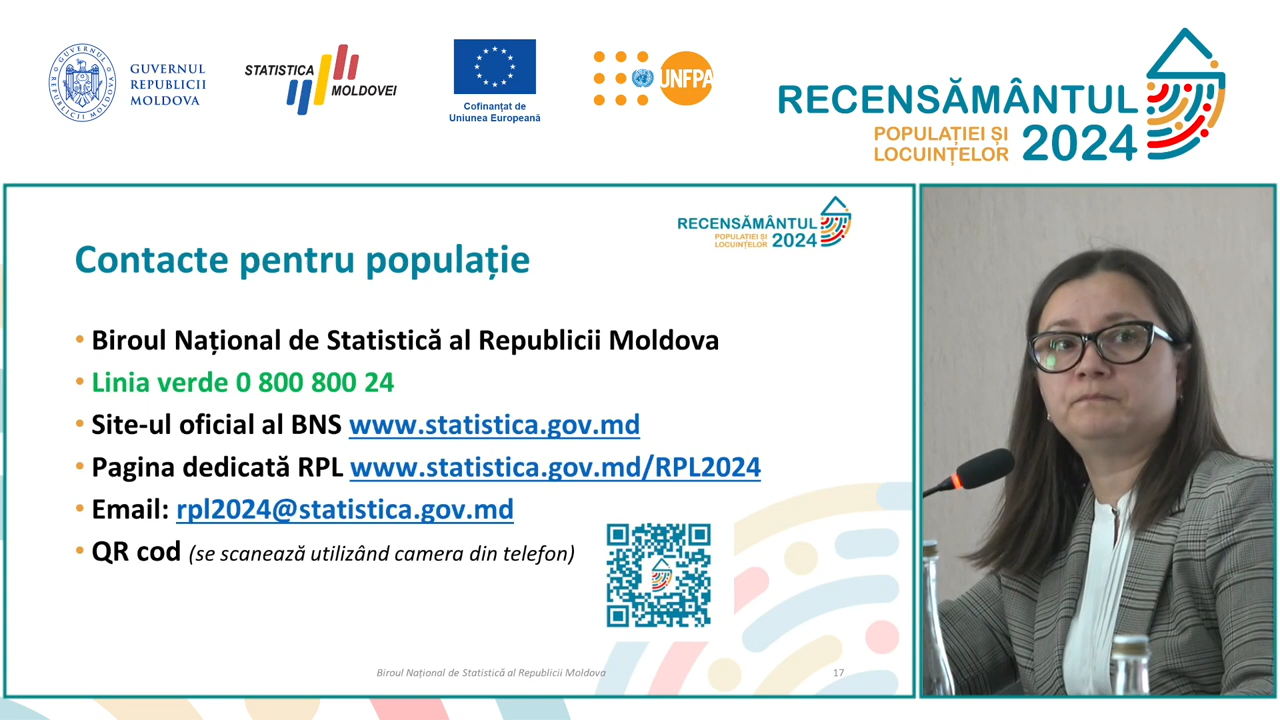 GUVERNUL
REPUBLICII
MOLDOVA
STATISTICA
MOLDOVEI
Cofinanțat de
Uniunea Europeană
UNFPA
RECENSĂMÂNTUL
POPULAȚIEI ȘI
LOCUINȚELOR
2024
RECENSĂMÂNTUL
POPULAȚIEI ȘI
LOCUINȚELOR
2024
Contacte pentru populație
• Biroul Național de Statistică al Republicii Moldova
• Linia verde 0 800 800 24
• Site-ul oficial al BNS www.statistica.gov.md
• Pagina dedicată RPL www.statistica.gov.md/RPL2024
• Email: rpl2024@statistica.gov.md
• QR cod (se scanează utilizând camera din telefon)
Biroul Național de Statistică al Republicii Moldova
17